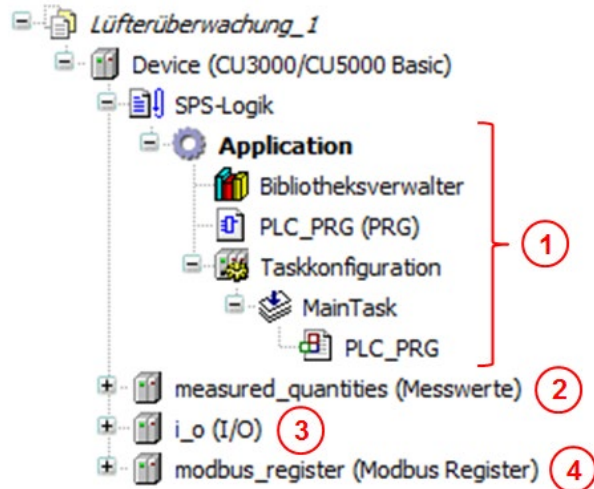 Lüfterüberwachung_1
Device (CU3000/CU5000 Basic)
SPS-Logik
Application
Bibliotheksverwalter
1
PLC_PRG (PRG)
Taskkonfiguration
MainTask
PLC_PRG
measured_quantities (Messwerte) 2
i_o (I/O) 3
modbus_register (Modbus Register) 4